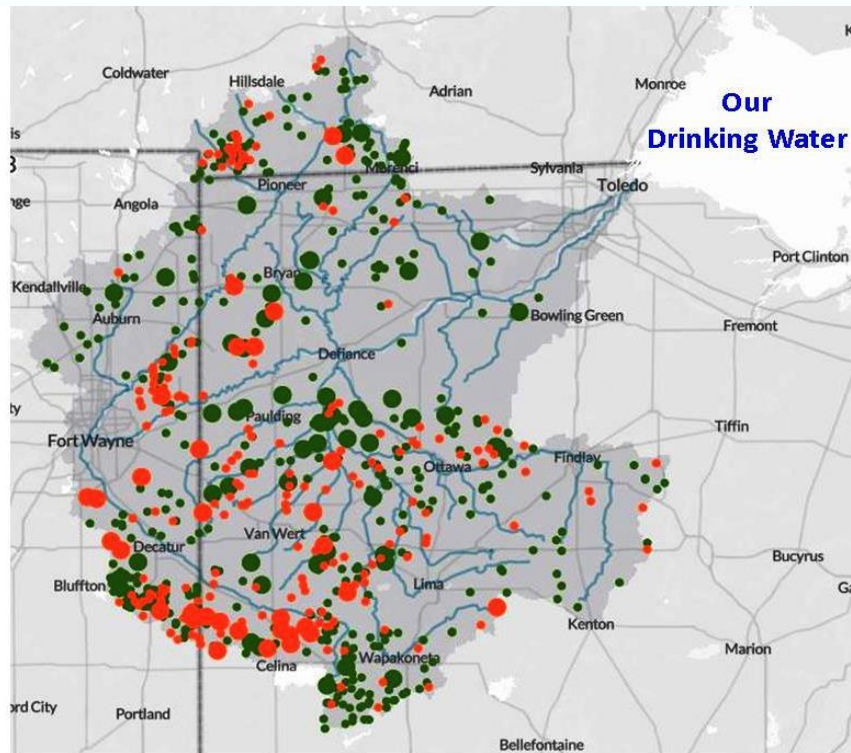 Coldwater
Hillsdale
Adrian
Monroe
Our
Drinking Water
Morenci
Sylvania
Pioneer
Toledo
Angola
Port Clinton
Kendallville
Bryan
Auburn
Bowling Green
Fremont
Defiance
Paulding
Fort Wayne
Tiffin
Ottawa
Findlay
Van Wert
Decatur
Bucyrus
Bluffton
Lima
Kenton
Marion
Celina
Wapakoneta
Portland
Bellefontaine